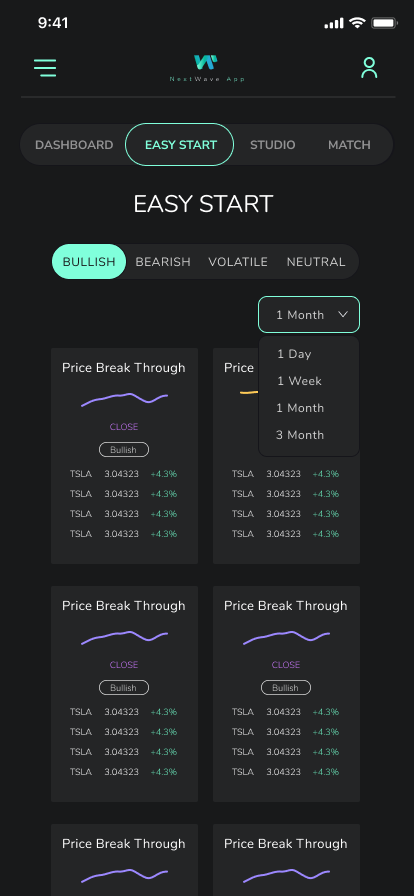 9:41
NextWave App
DASHBOARD EASY START STUDIO MATCH
EASY START
BULLISH BEARISH VOLATILE NEUTRAL
1 Month
1 Day
1 Week
1 Month
3 Month
Price Break Through
CLOSE
Bullish
TSLA 3.04323 +4.3%
TSLA 3.04323 +4.3%
TSLA 3.04323 +4.3%
TSLA 3.04323 +4.3%
Price
TSLA 3.04323 +4.3%
TSLA 3.04323 +4.3%
TSLA 3.04323 +4.3%
TSLA 3.04323 +4.3%
Price Break Through
CLOSE
Bullish
TSLA 3.04323 +4.3%
TSLA 3.04323 +4.3%
TSLA 3.04323 +4.3%
TSLA 3.04323 +4.3%
Price Break Through
CLOSE
Bullish
TSLA 3.04323 +4.3%
TSLA 3.04323 +4.3%
TSLA 3.04323 +4.3%
TSLA 3.04323 +4.3%
Price Break Through
Price Break Through